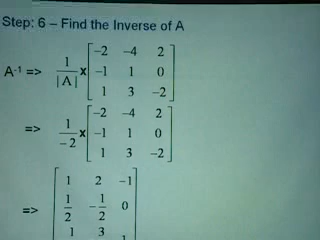 Step: 6 – Find the Inverse of A
-2 -4 2
A-1 => 1/|A| x -1 1 0
1 3 -2
-2 -4 2
=> 1/-2 x -1 1 0
1 3 -2
1 2 -1
=> 1/2 -1/2 0
1 3 1